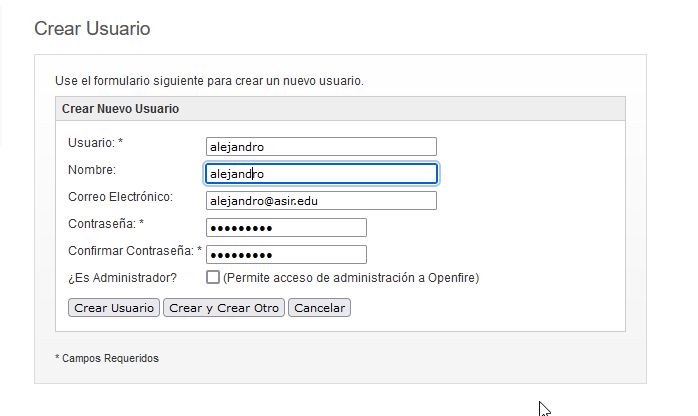 Crear Usuario
Use el formulario siguiente para crear un nuevo usuario.
Crear Nuevo Usuario
Usuario: * alejandro
Nombre: alejandro
Correo Electrónico: alejandro@asir.edu
Contraseña: * •••••••••
Confirmar Contraseña: * •••••••••
¿Es Administrador? (Permite acceso de administración a Openfire)
Crear Usuario Crear y Crear Otro Cancelar
* Campos Requeridos